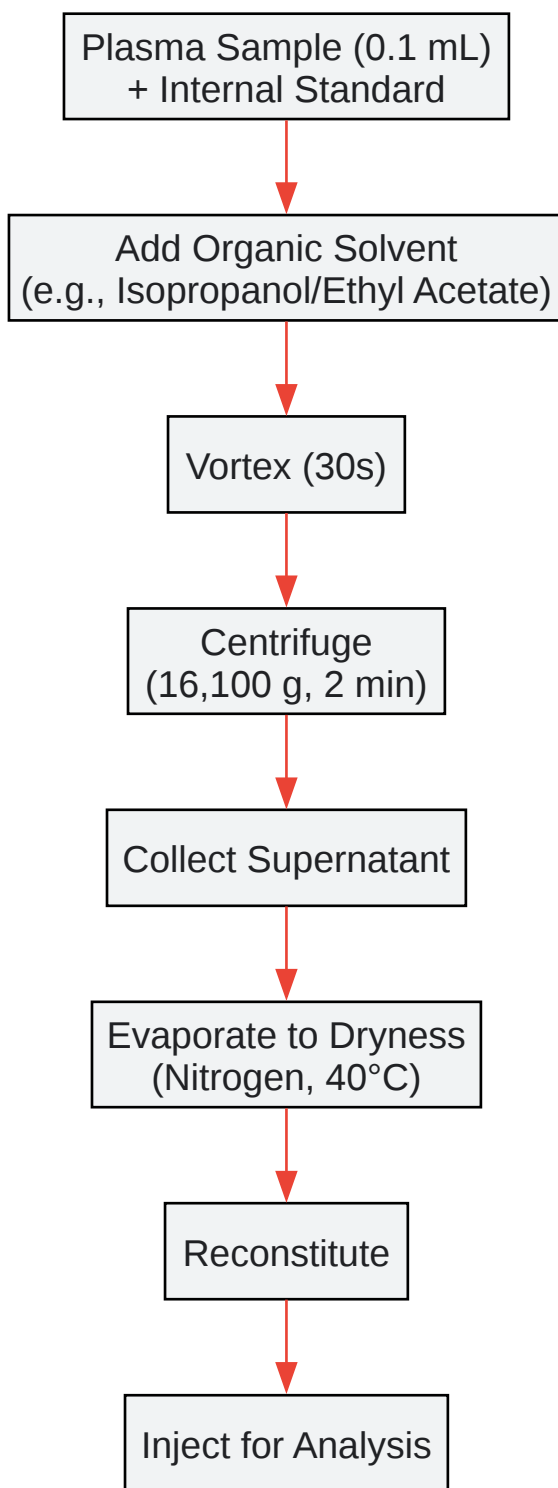 Plasma Sample (0.1 mL)
+ Internal Standard
Add Organic Solvent
(e.g., Isopropanol/Ethyl Acetate)
Vortex (30s)
Centrifuge
(16,100 g, 2 min)
Collect Supernatant
Evaporate to Dryness
(Nitrogen, 40°C)
Reconstitute
Inject for Analysis